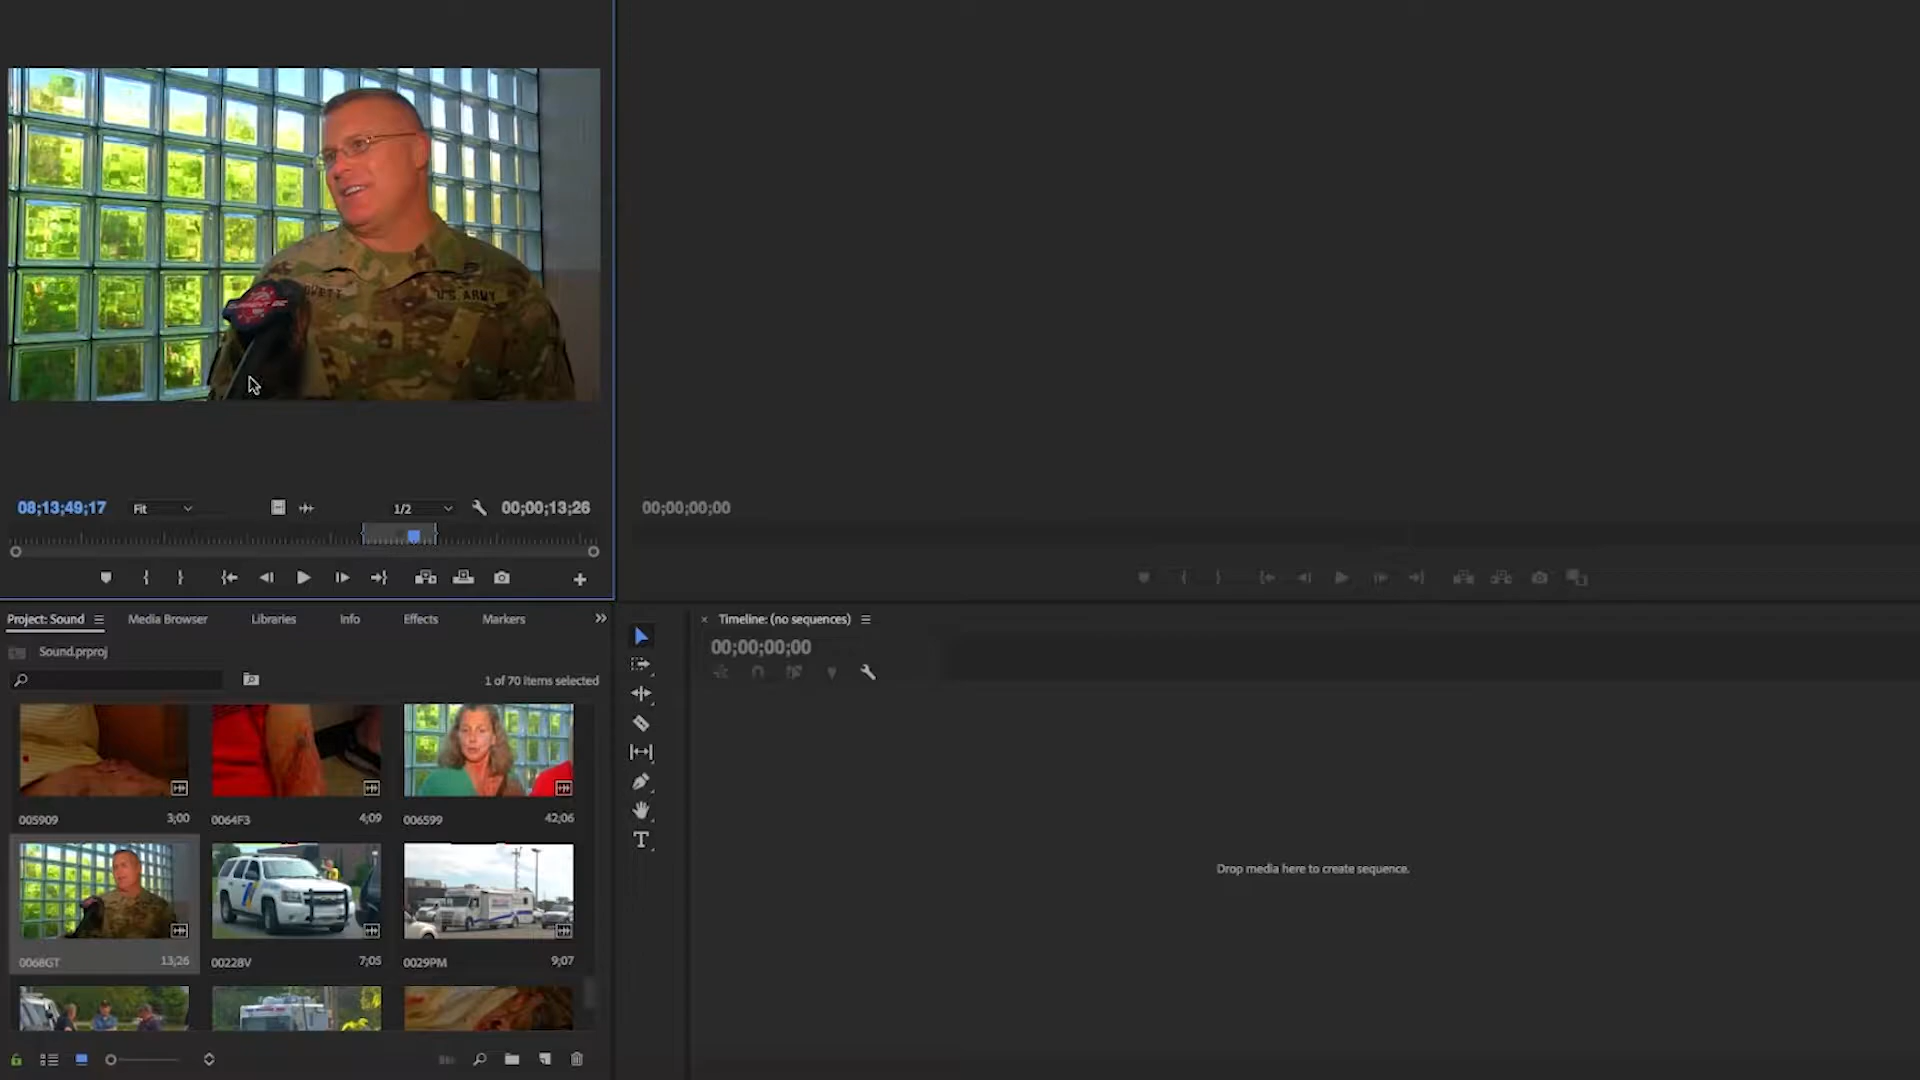 U.S. ARMY
08;13;49;17
Fit
1/2
00;00;13;26
00;00;00;00
Project: Sound
Media Browser
Libraries
Info
Effects
Markers
Sound.prproj
1 of 70 items selected
005909
3;00
0064F3
4;09
006599
42;06
0068GT
13;26
00228V
7;05
0029PM
9;07
Timeline: (no sequences)
00;00;00;00
Drop media here to create sequence.